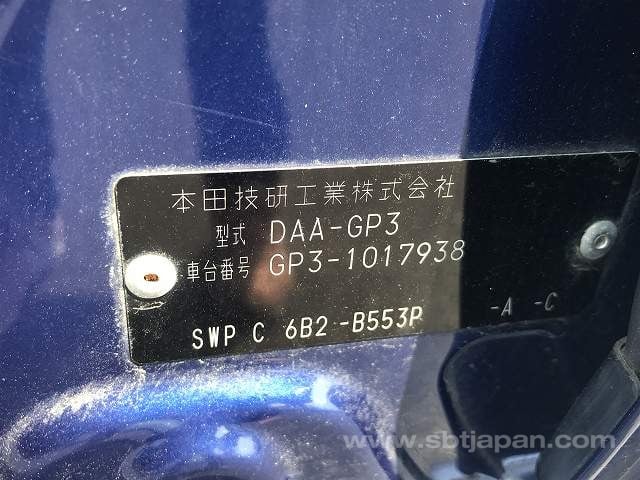 本田技研工業株式会社
型式 DAA-GP3
車台番号 GP3-1017938
SWP C 6B2-B553P -A -C
www.sbtjapan.com